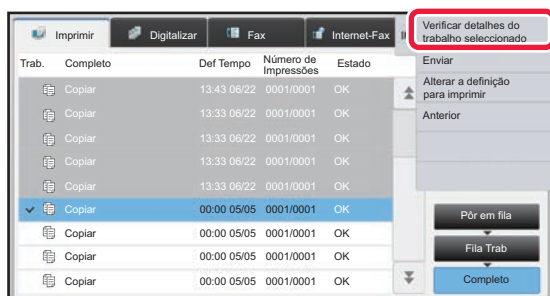 Imprimir
Digitalizar
Fax
Internet-Fax
Verificar detalhes do
trabalho seleccionado
Enviar
Alterar a definição
para imprimir
Anterior
Trab. Completo Def Tempo Número de Impressões Estado
Copiar 13:43 06/22 0001/0001 OK
Copiar 13:33 06/22 0001/0001 OK
Copiar 13:33 06/22 0001/0001 OK
Copiar 13:33 06/22 0001/0001 OK
Copiar 13:33 06/22 0001/0001 OK
Copiar 00:00 05/05 0001/0001 OK
Copiar 00:00 05/05 0001/0001 OK
Copiar 00:00 05/05 0001/0001 OK
Copiar 00:00 05/05 0001/0001 OK
Pôr em fila
Fila Trab
Completo